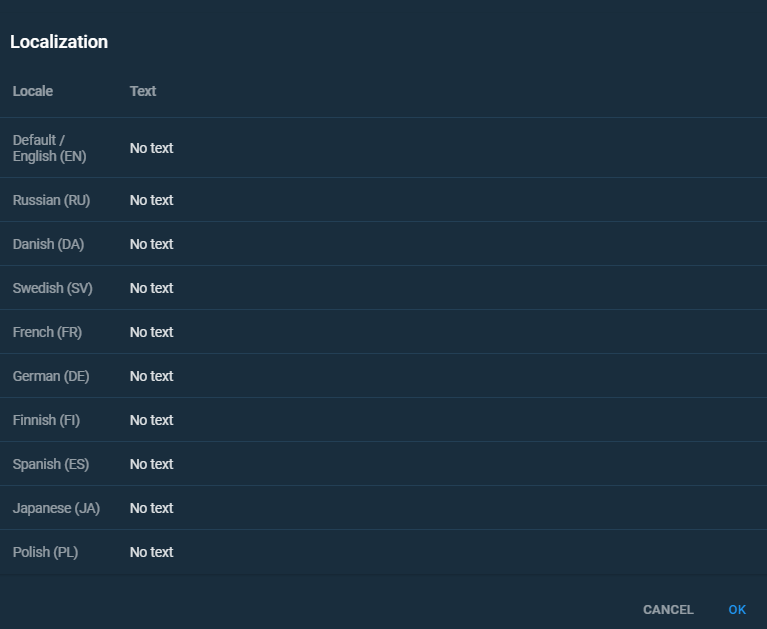 Localization
Locale Text
Default /
English (EN) No text
Russian (RU) No text
Danish (DA) No text
Swedish (SV) No text
French (FR) No text
German (DE) No text
Finnish (FI) No text
Spanish (ES) No text
Japanese (JA) No text
Polish (PL) No text
CANCEL OK